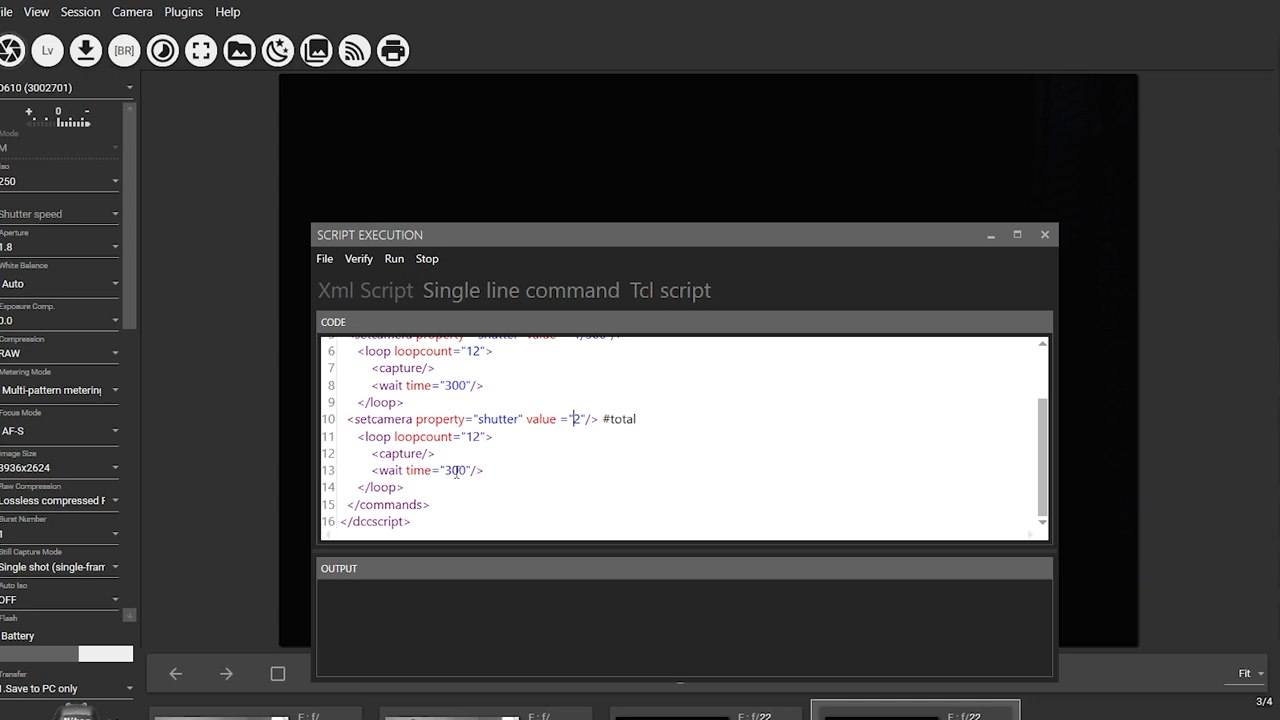 File View Session Camera Plugins Help
Lv
[BR]
D610 (3002701)
+ 0 -
Mode
M
Iso
250
Shutter speed
Aperture
1.8
White Balance
Auto
Exposure Comp.
0.0
Compression
RAW
Metering Mode
Multi-pattern metering
Focus Mode
AF-S
Image Size
3936x2624
Raw Compression
Lossless compressed F
Burst Number
1
Still Capture Mode
Single shot (single-fram
Auto Iso
OFF
Flash
Battery
Transfer
1.Save to PC only
SCRIPT EXECUTION
File Verify Run Stop
Xml Script Single line command Tcl script
CODE
6 <loop loopcount="12">
7 <capture/>
8 <wait time="300"/>
9 </loop>
10 <setcamera property="shutter" value ="2"/> #total
11 <loop loopcount="12">
12 <capture/>
13 <wait time="300"/>
14 </loop>
15 </commands>
16 </dccscript>
OUTPUT
Fit
3/4
F : f/
F : f/
F : f/22
F : f/22